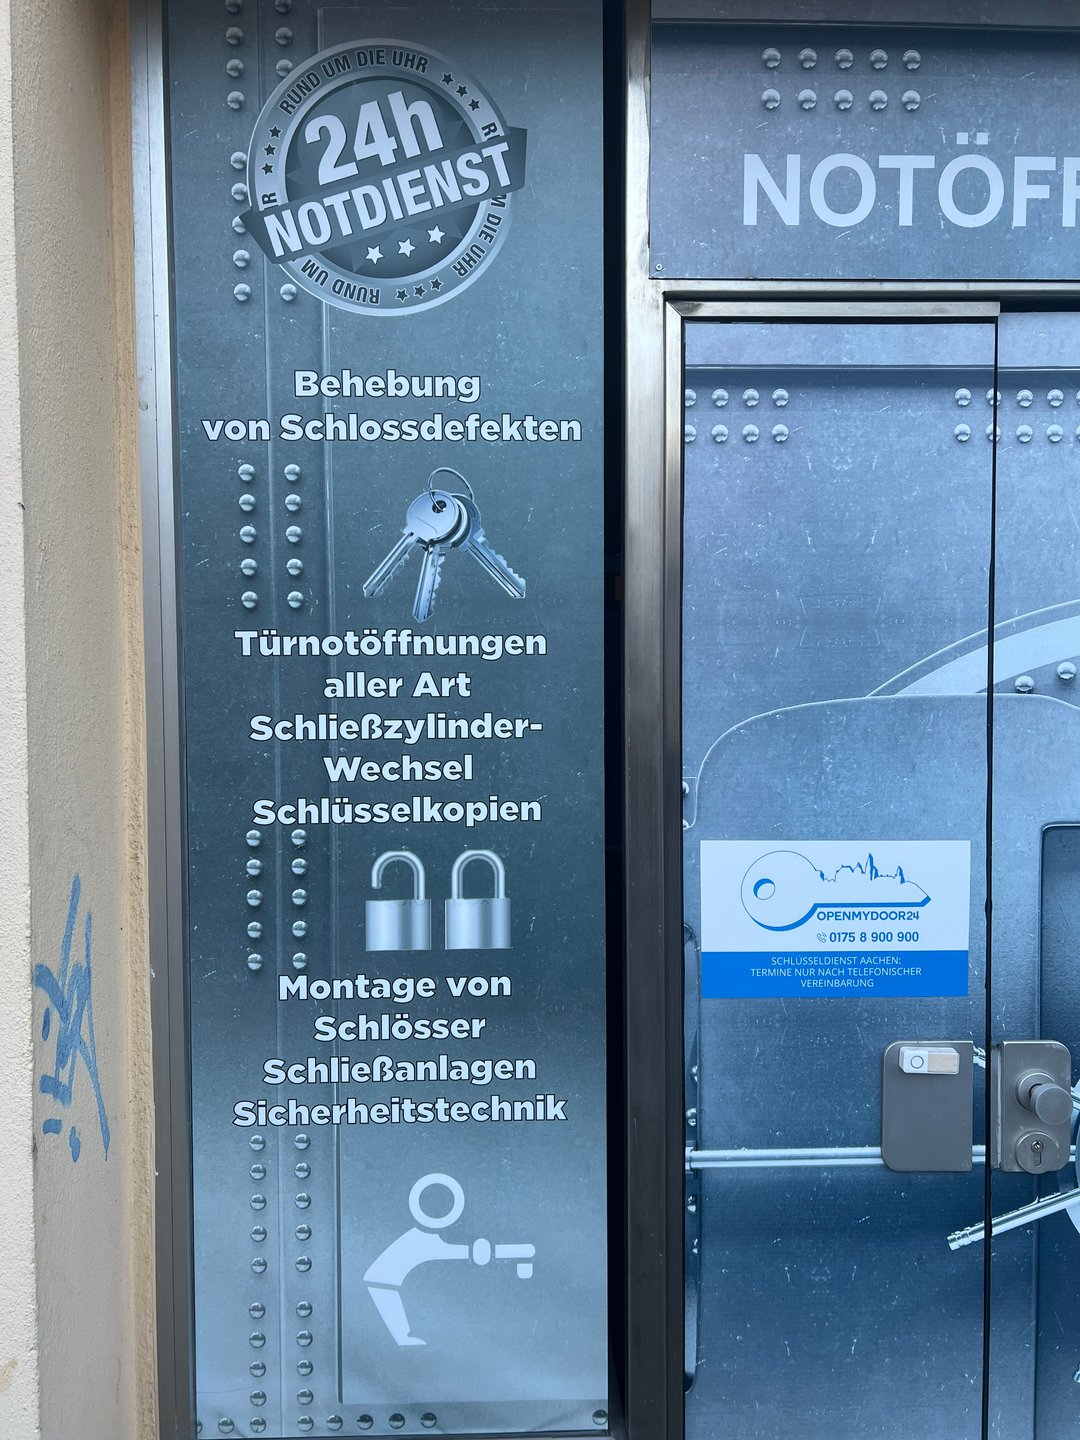 RUND UM DIE UHR
24h
NOTDIENST
RUND UM
M DIE UHR
Behebung
von Schlossdefekten
Türnotöffnungen
aller Art
Schließzylinder-
Wechsel
Schlüsselkopien
Montage von
Schlösser
Schließanlagen
Sicherheitstechnik
NOTÖF
OPENMYDOOR24
0175 8 900 900
SCHLÜSSELDIENST AACHEN:
TERMINE NUR NACH TELEFONISCHER
VEREINBARUNG